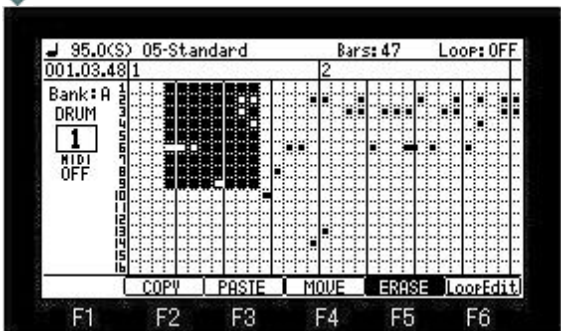 ♩ 95.0(S) 05-Standard Bars:47 Loop:OFF
001.03.48 1 2
Bank:A
DRUM
1
MIDI
OFF
1
2
3
4
5
6
7
8
9
10
11
12
13
14
15
16
COPY PASTE MOVE ERASE LoopEdit
F1 F2 F3 F4 F5 F6